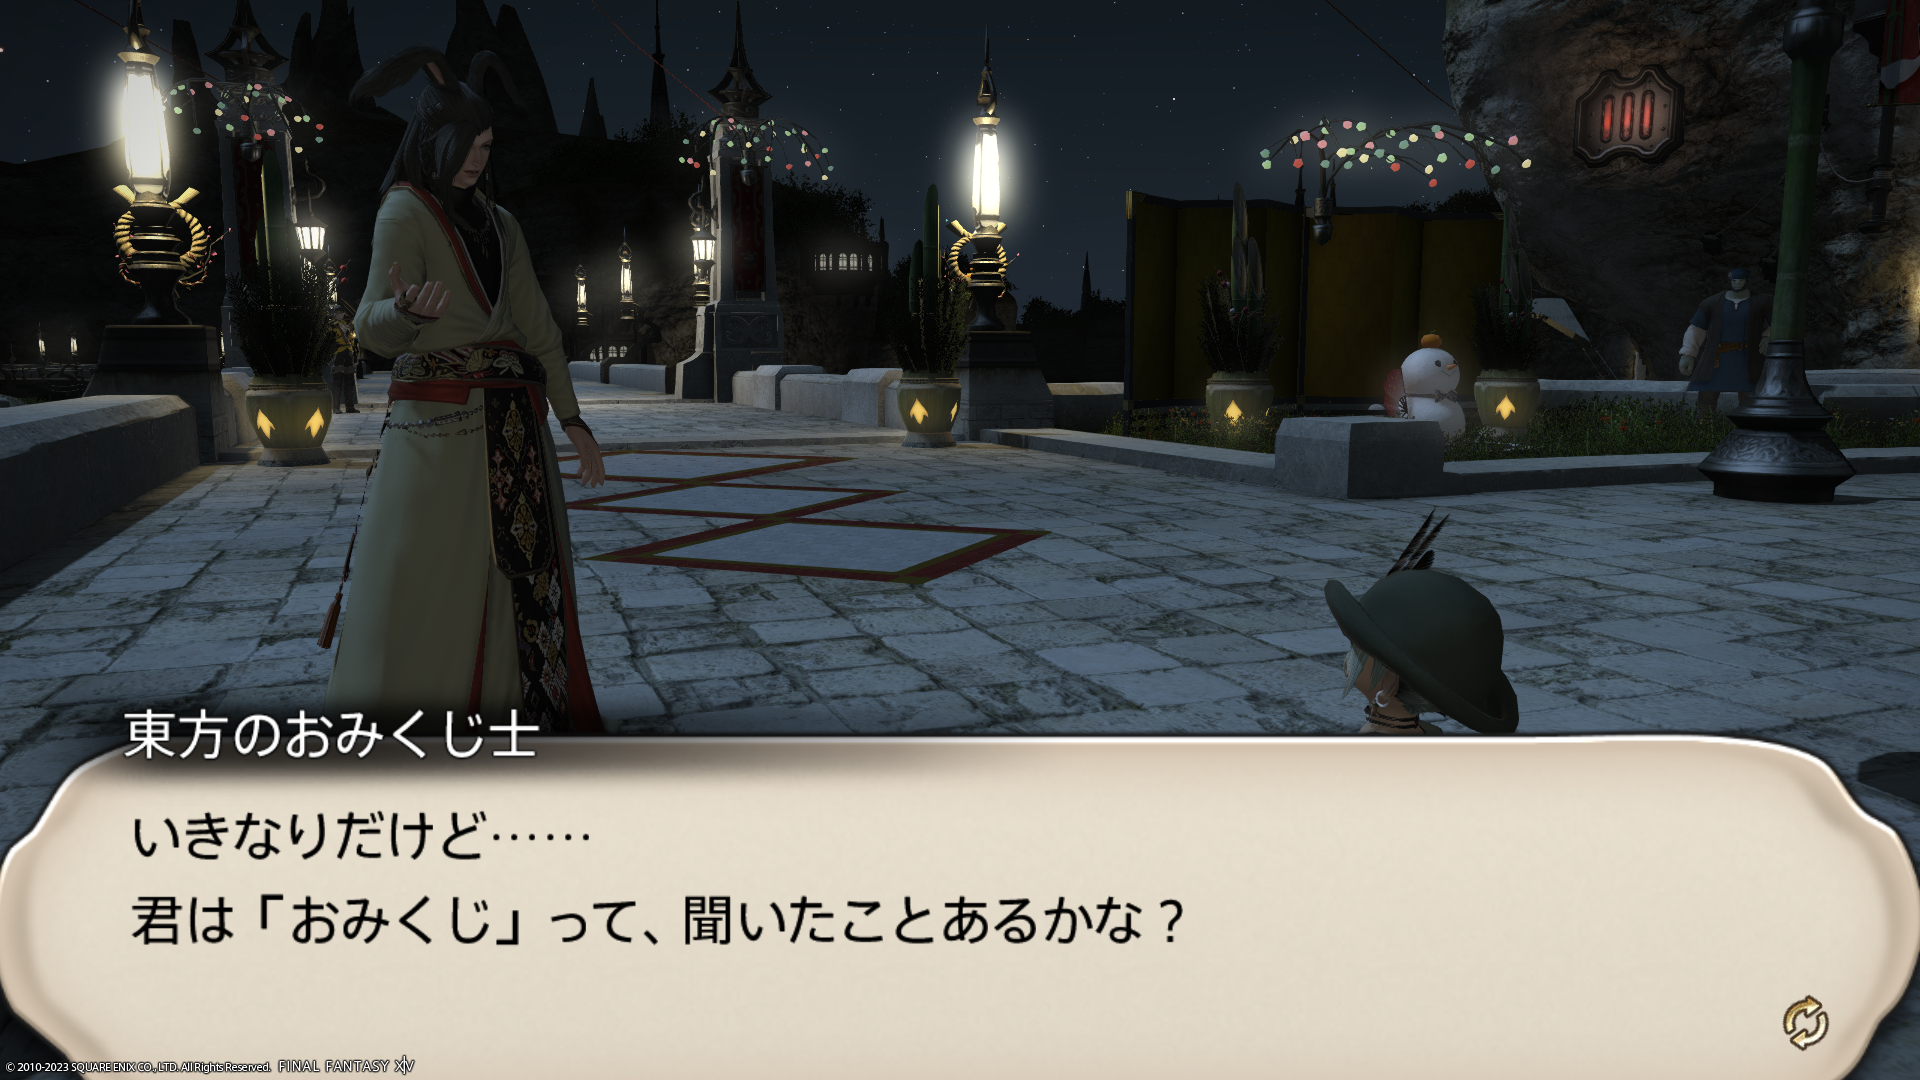 東方のおみくじ士
いきなりだけど……
君は「おみくじ」って、聞いたことあるかな？
© 2010-2023 SQUARE ENIX CO., LTD. All Rights Reserved. FINAL FANTASY XIV